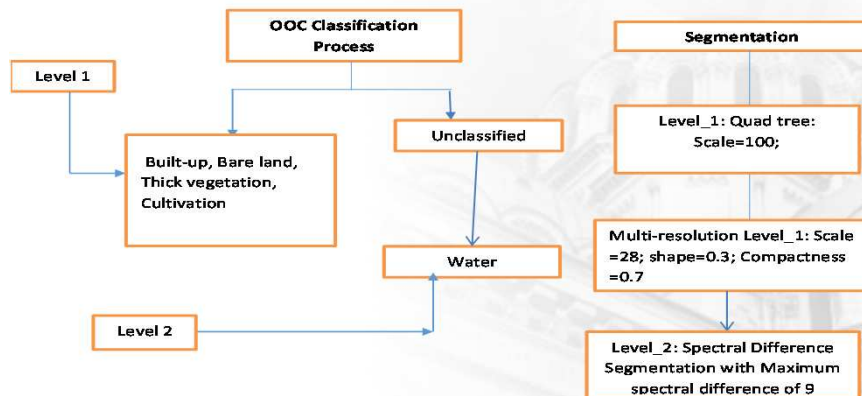 OOC Classification
Process
Level 1
Built-up, Bare land,
Thick vegetation,
Cultivation
Unclassified
Water
Level 2
Segmentation
Level_1: Quad tree:
Scale=100;
Multi-resolution Level_1: Scale
=28; shape=0.3; Compactness
=0.7
Level_2: Spectral Difference
Segmentation with Maximum
spectral difference of 9